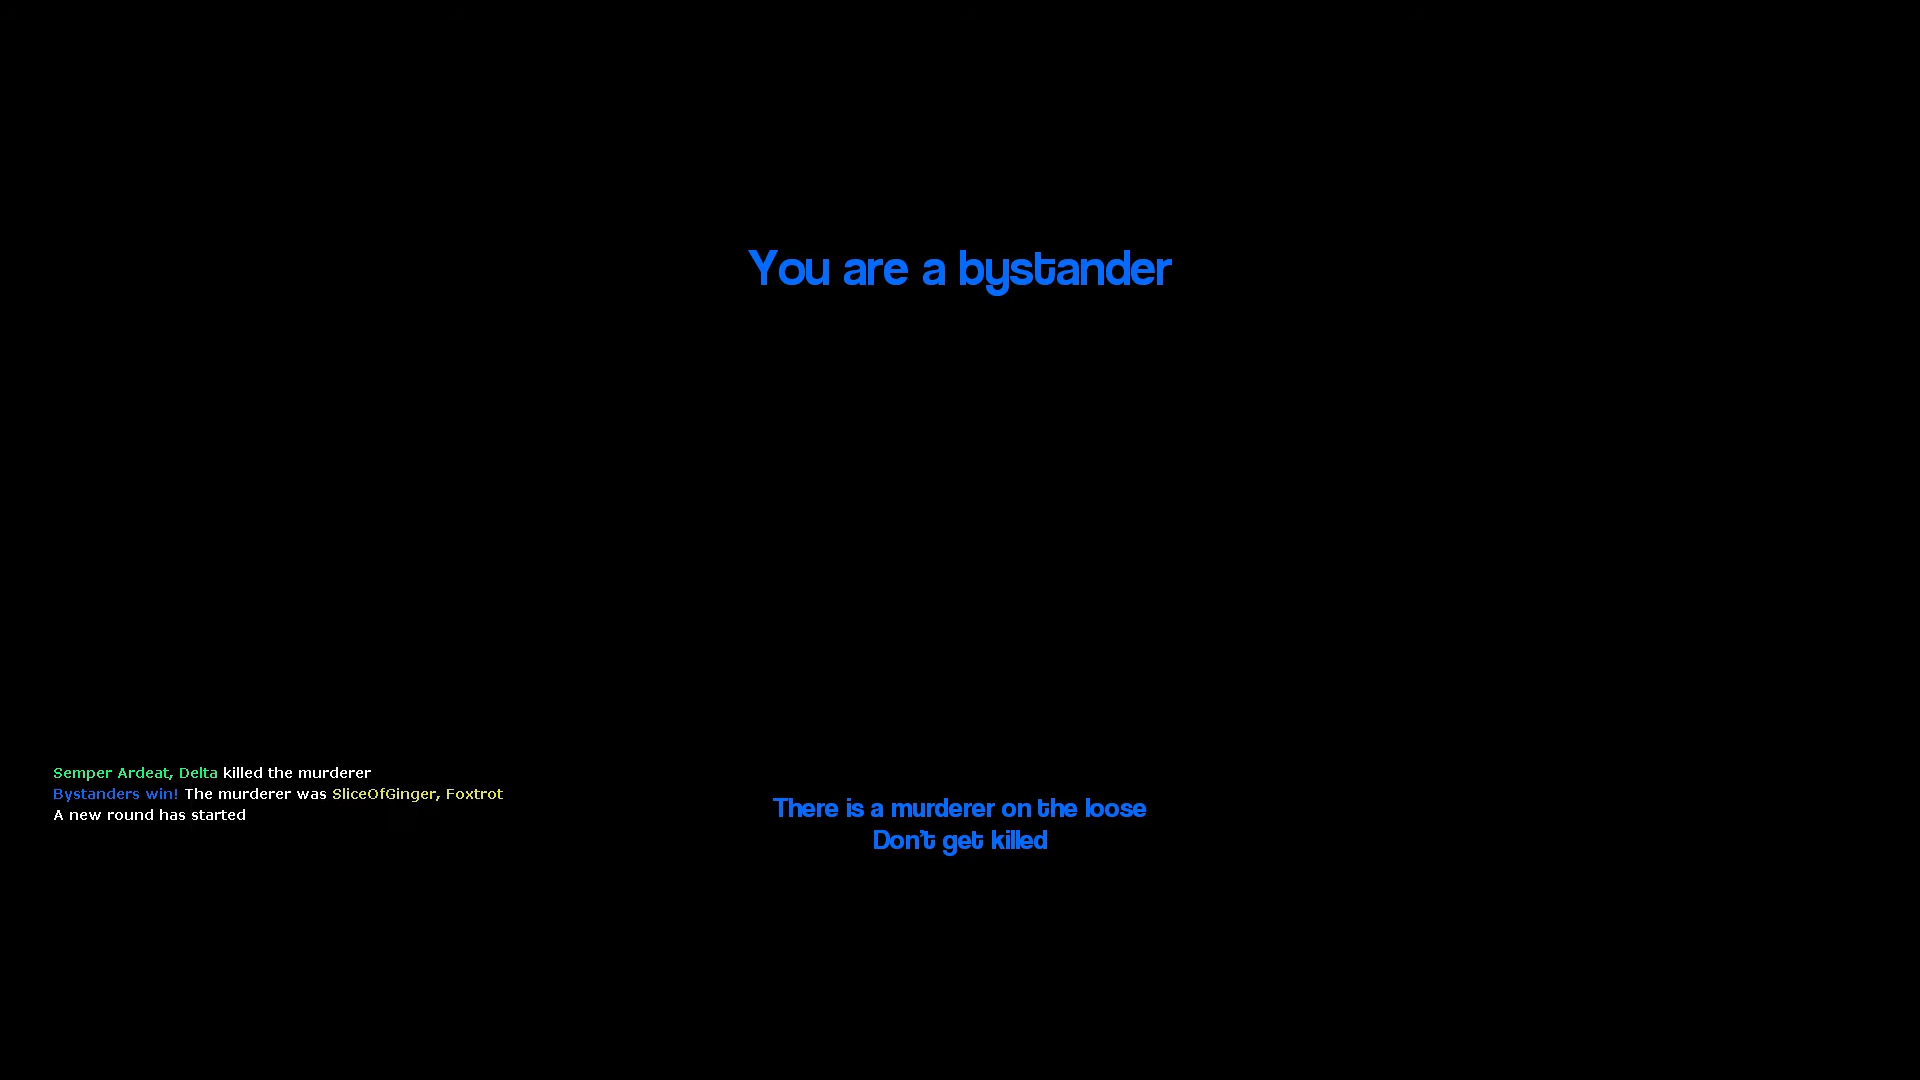 You are a bystander
Semper Ardeat, Delta killed the murderer
Bystanders win! The murderer was SliceOfGinger, Foxtrot
A new round has started
There is a murderer on the loose
Don't get killed